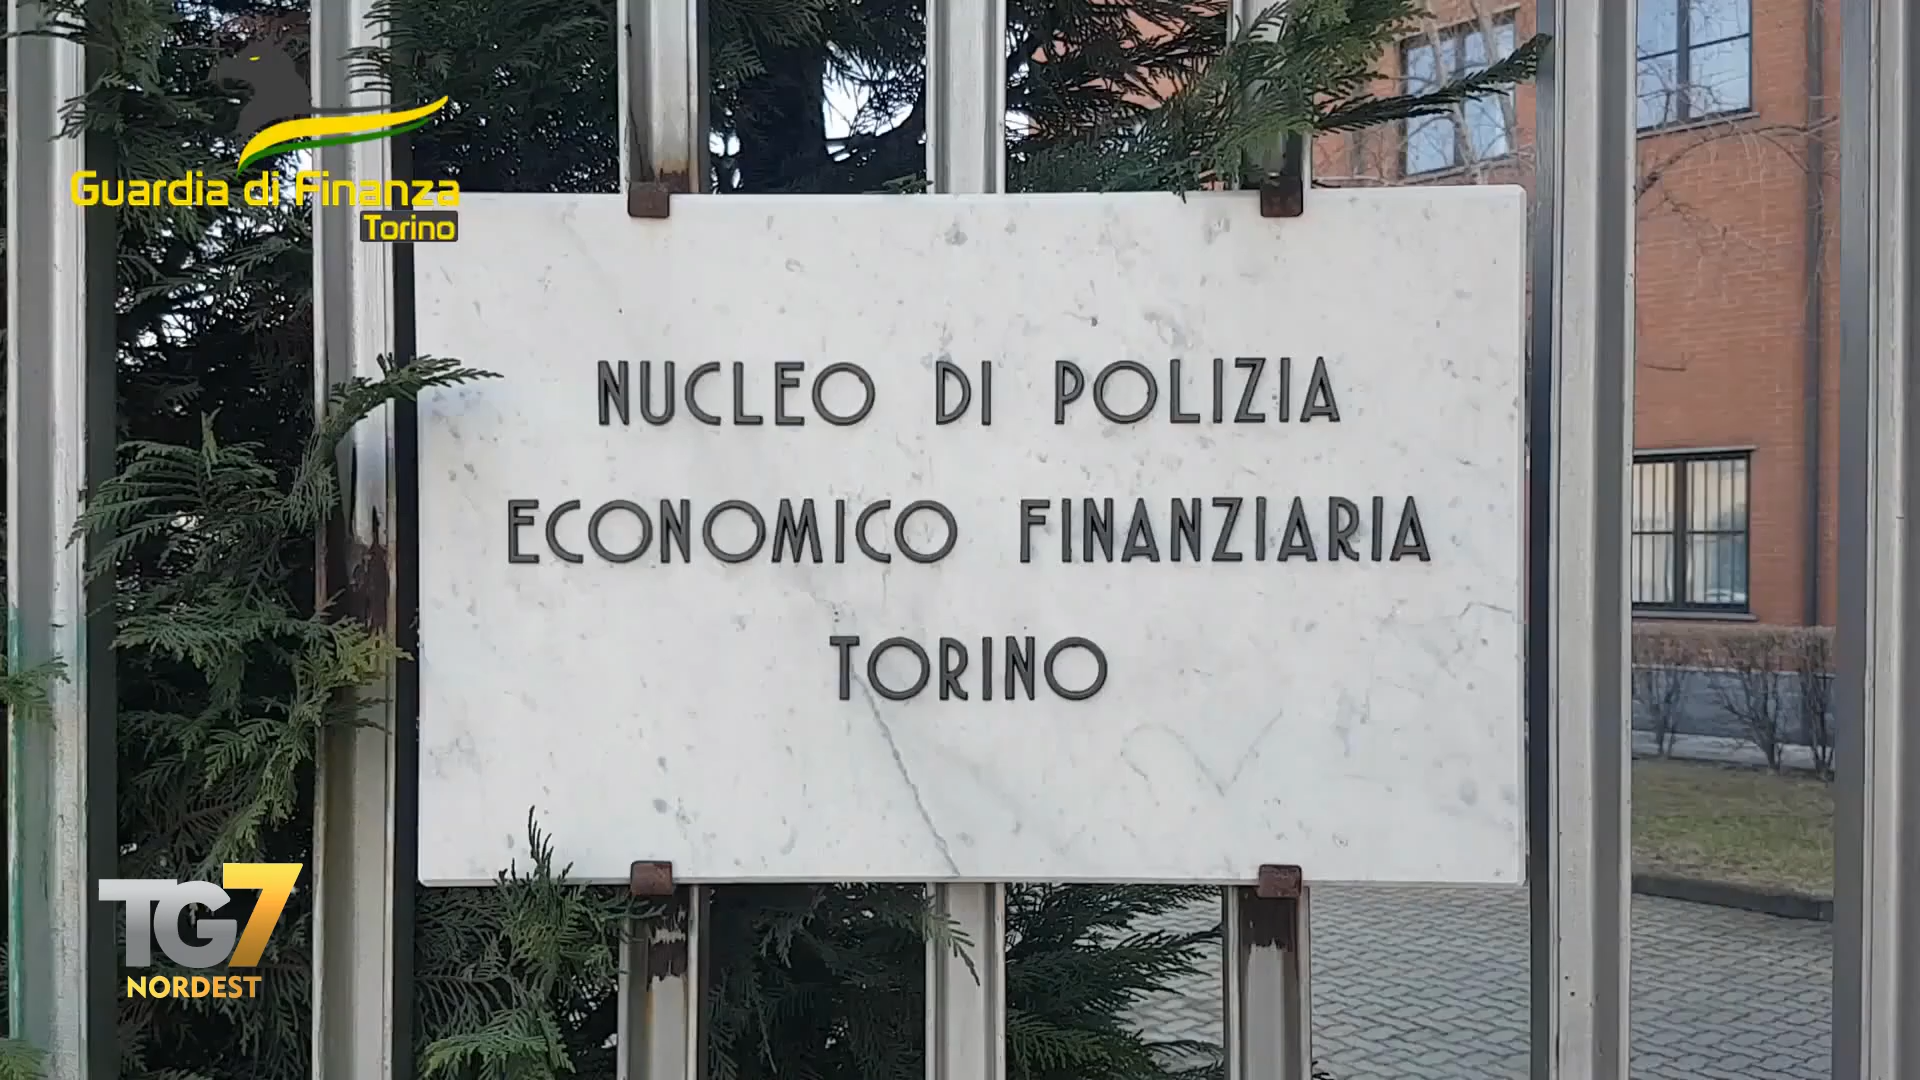 Guardia di Finanza
Torino
NUCLEO DI POLIZIA
ECONOMICO FINANZIARIA
TORINO
TG7
NORDEST